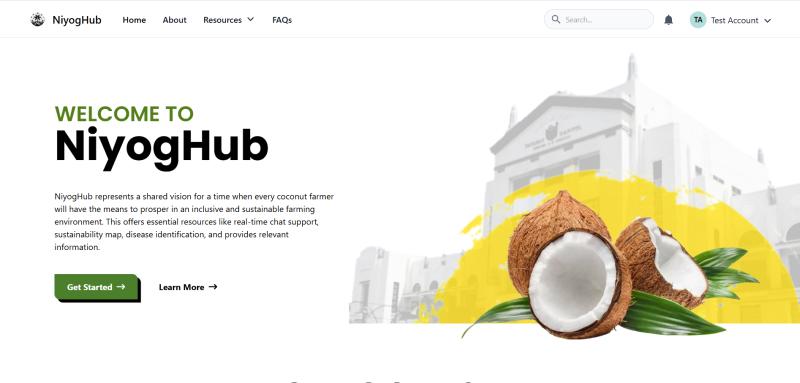 NiyogHub
Home
About
Resources
FAQs
Search...
TA
Test Account
WELCOME TO
NiyogHub
NiyogHub represents a shared vision for a time when every coconut farmer
will have the means to prosper in an inclusive and sustainable farming
environment. This offers essential resources like real-time chat support,
sustainability map, disease identification, and provides relevant
information.
Get Started
Learn More